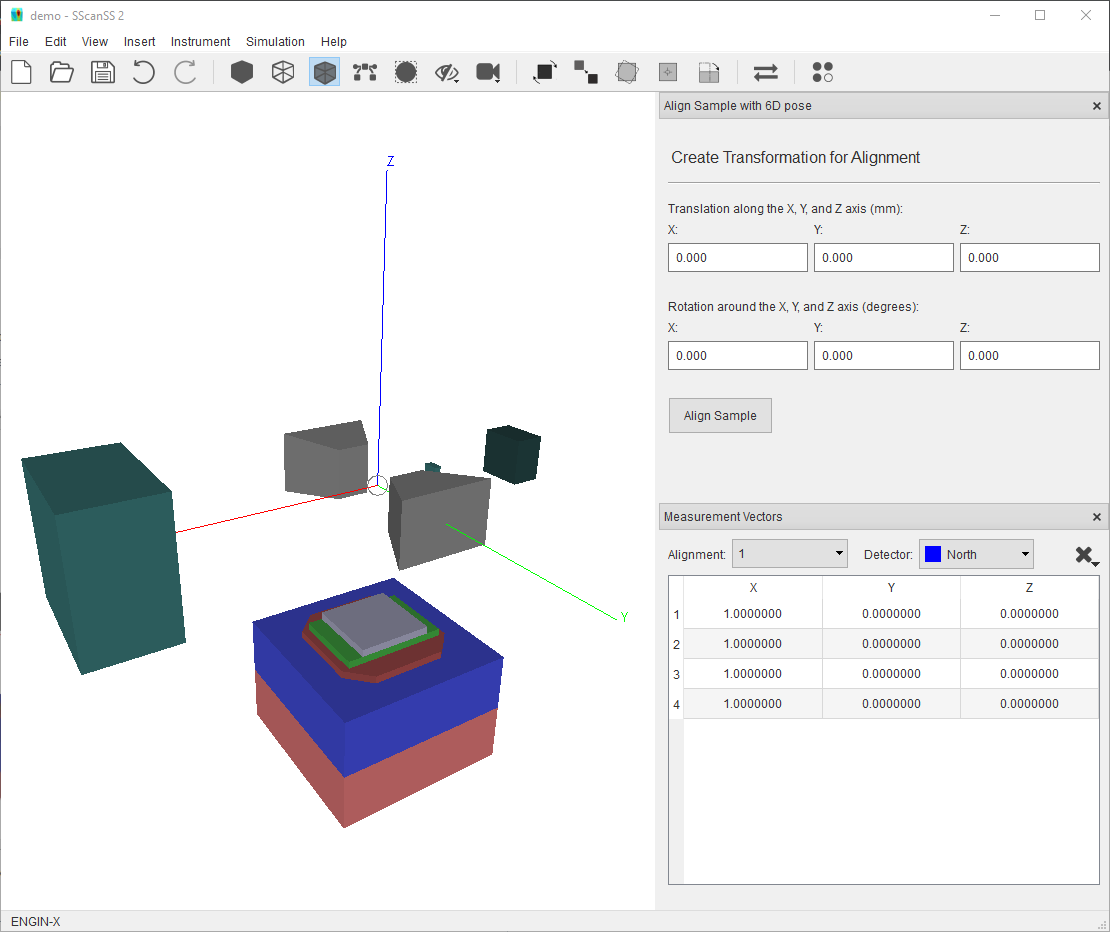 demo - SScanSS 2
File Edit View Insert Instrument Simulation Help
Align Sample with 6D pose
Create Transformation for Alignment
Translation along the X, Y, and Z axis (mm):
X: Y: Z:
0.000 0.000 0.000
Rotation around the X, Y, and Z axis (degrees):
X: Y: Z:
0.000 0.000 0.000
Align Sample
Z
Y
Measurement Vectors
Alignment: 1 Detector: North
X Y Z
1 1.0000000 0.0000000 0.0000000
2 1.0000000 0.0000000 0.0000000
3 1.0000000 0.0000000 0.0000000
4 1.0000000 0.0000000 0.0000000
ENGIN-X